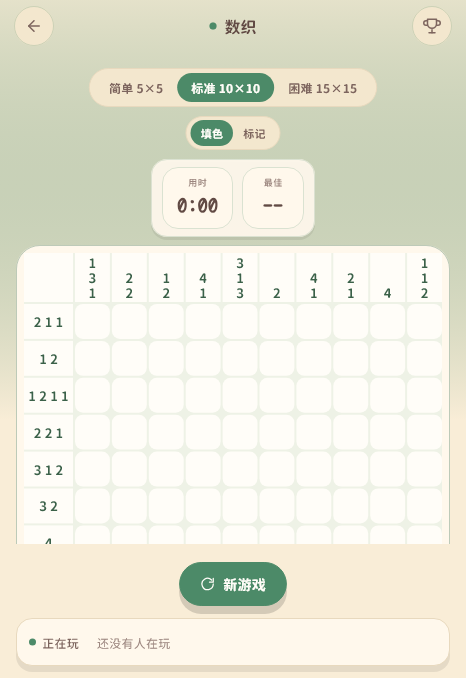 数织
简单 5×5 标准 10×10 困难 15×15
填色 标记
用时 最佳
0:00 --
1 3 1
3 2 2 1 4 1 4 2 1
1 1 2 2 1 3 2 1 1 4 2
2 1 1
1 2
1 2 1 1
2 2 1
3 1 2
3 2
4
新游戏
正在玩 还没有人在玩